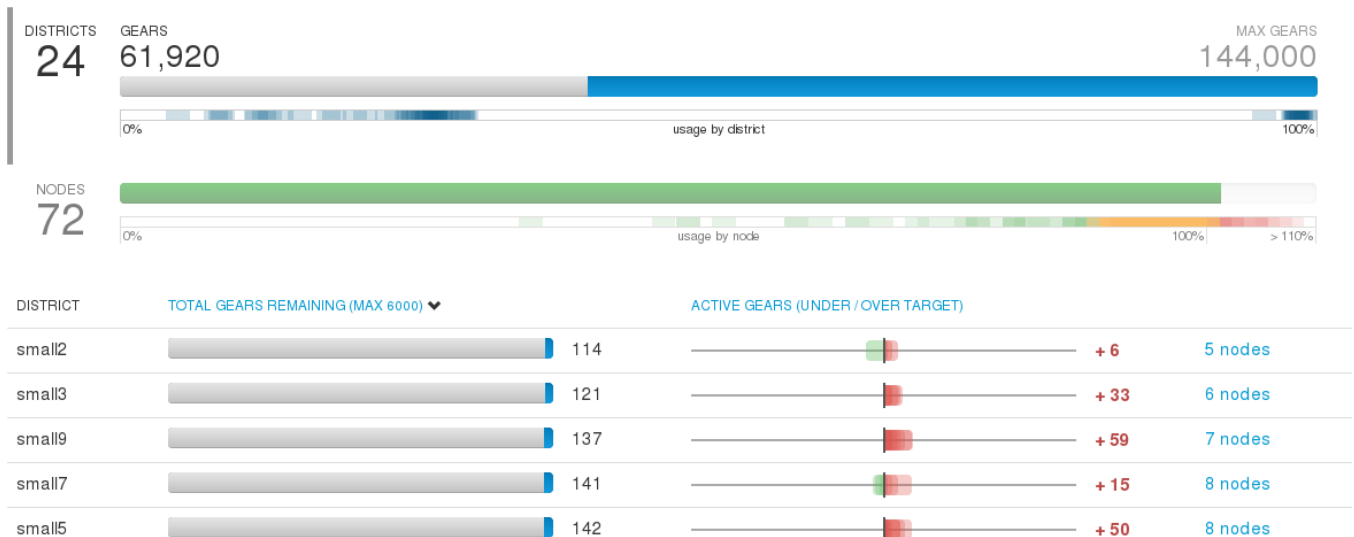 DISTRICTS GEARS MAX GEARS
24 61,920 144,000
0% usage by district 100%
NODES
72
0% usage by node 100% > 110%
DISTRICT TOTAL GEARS REMAINING (MAX 6000) ACTIVE GEARS (UNDER / OVER TARGET)
small2 114 + 6 5 nodes
small3 121 + 33 6 nodes
small9 137 + 59 7 nodes
small7 141 + 15 8 nodes
small5 142 + 50 8 nodes